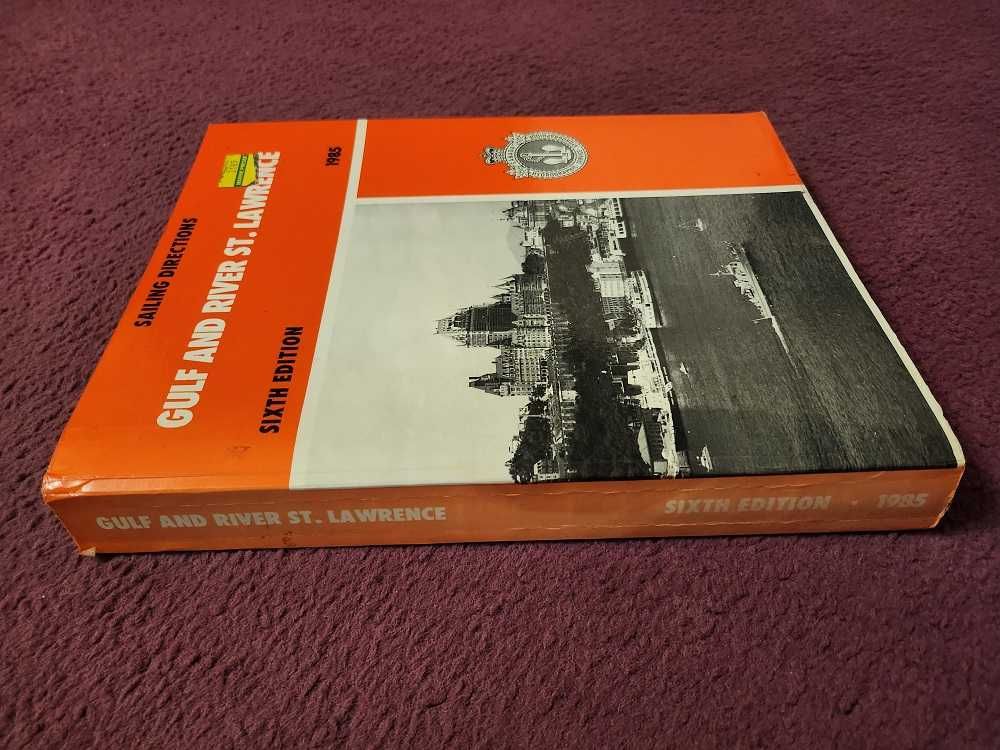 SAILING DIRECTIONS
GULF AND RIVER ST. LAWRENCE
SIXTH EDITION
1985
GULF AND RIVER ST. LAWRENCE SIXTH EDITION 1985